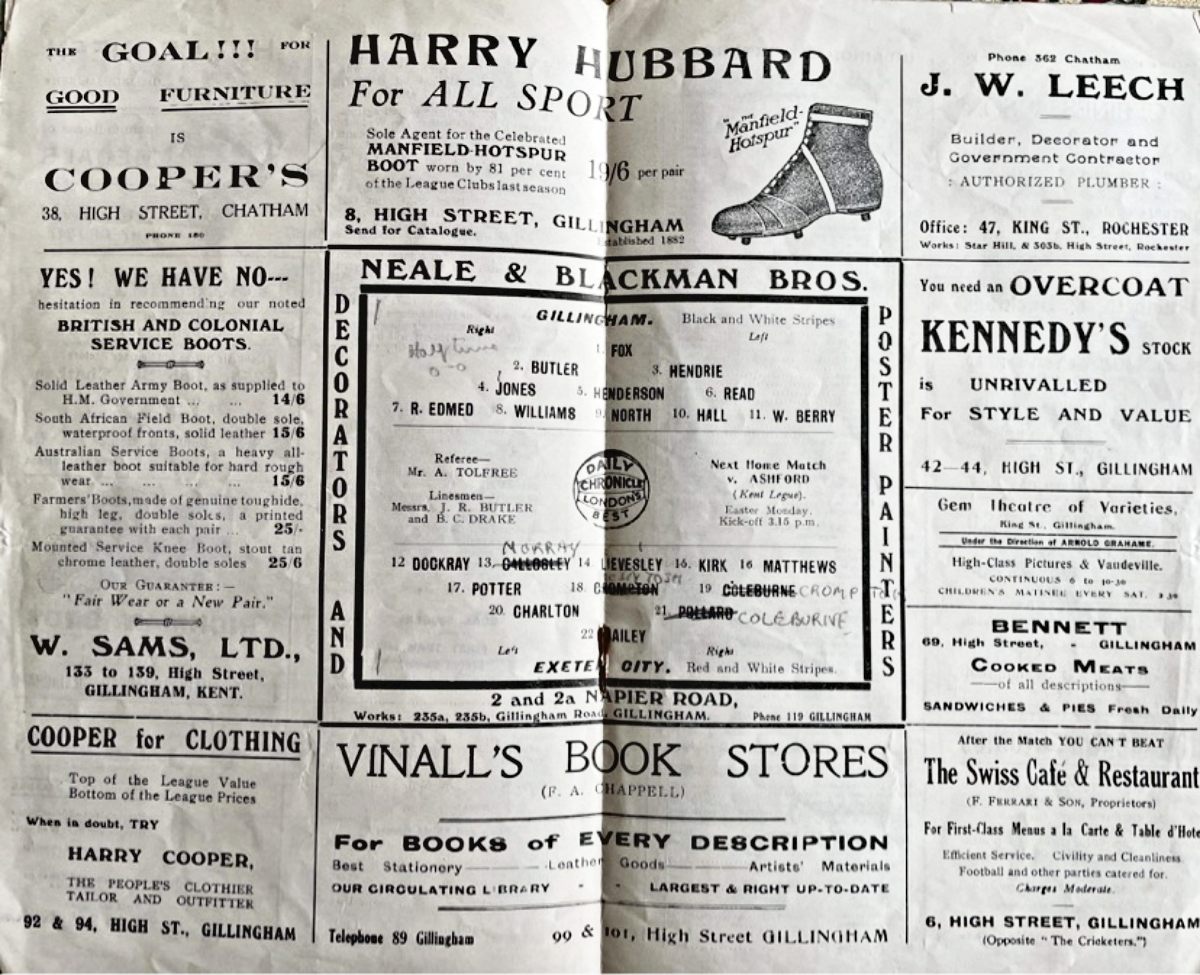 THE GOAL!!! FOR
GOOD FURNITURE
IS
COOPER'S
38, HIGH STREET, CHATHAM
PHONE 180
HARRY HUBBARD
For ALL SPORT
Sole Agent for the Celebrated
MANFIELD-HOTSPUR
BOOT worn by 81 per cent
of the League Clubs last season
19/6 per pair
"THE Manfield-
Hotspur"
8, HIGH STREET, GILLINGHAM
Send for Catalogue.
Established 1882
Phone 362 Chatham
J. W. LEECH
Builder, Decorator and
Government Contractor
: AUTHORIZED PLUMBER :
Office: 47, KING ST., ROCHESTER
Works: Star Hill, & 303b, High Street, Rochester
YES! WE HAVE NO---
hesitation in recommending our noted
BRITISH AND COLONIAL
SERVICE BOOTS.
Solid Leather Army Boot, as supplied to
H.M. Government ... ... 14/6
South African Field Boot, double sole,
waterproof fronts, solid leather 15/6
Australian Service Boots, a heavy all-
leather boot suitable for hard rough
wear ... ... ... ... 15/6
Farmers' Boots, made of genuine toughide,
high leg, double soles, a printed
guarantee with each pair ... 25/-
Mounted Service Knee Boot, stout tan
chrome leather, double soles 25/6
OUR GUARANTEE:—
"Fair Wear or a New Pair."
W. SAMS, LTD.,
133 to 139, High Street,
GILLINGHAM, KENT.
NEALE & BLACKMAN BROS.
DECORATORS AND
POSTER PAINTERS
GILLINGHAM. Black and White Stripes
Right Left
Half time
0-0
1. FOX
2. BUTLER 3. HENDRIE
4. JONES 5. HENDERSON 6. READ
7. R. EDMED 8. WILLIAMS 9. NORTH 10. HALL 11. W. BERRY
Referee—
Mr. A. TOLFREE
Linesmen—
Messrs. J. R. BUTLER
and B. C. DRAKE
DAILY
CHRONICLE
LONDON'S
BEST
Next Home Match
v. ASHFORD
(Kent Legue).
Easter Monday.
Kick-off 3.15 p.m.
MURRAY
12 DOCKRAY 13. GALLOGLEY 14 LIEVESLEY 15. KIRK 16 MATTHEWS
17. POTTER 18 CROMPTON 19 COLEBURNE CROMPTON
20. CHARLTON 21. POLLARD COLEBURNE
22 BAILEY
Left Right
EXETER CITY. Red and White Stripes.
2 and 2a NAPIER ROAD,
Works: 235a, 235b, Gillingham Road, GILLINGHAM. Phone 119 GILLINGHAM
You need an OVERCOAT
KENNEDY'S STOCK
is UNRIVALLED
For STYLE AND VALUE
42—44, HIGH ST., GILLINGHAM
Gem Theatre of Varieties,
King St., Gillingham.
Under the Direction of ARNOLD GRAHAME.
High-Class Pictures & Vaudeville.
CONTINUOUS 6 to 10-30
CHILDREN'S MATINEE EVERY SAT. 2 30
BENNETT
69, High Street, - GILLINGHAM
COOKED MEATS
—of all descriptions—
SANDWICHES & PIES Fresh Daily
COOPER for CLOTHING
Top of the League Value
Bottom of the League Prices
When in doubt, TRY
HARRY COOPER,
THE PEOPLE'S CLOTHIER
TAILOR AND OUTFITTER
92 & 94, HIGH ST., GILLINGHAM
VINALL'S BOOK STORES
(F. A. CHAPPELL)
For BOOKS of EVERY DESCRIPTION
Best Stationery — Leather Goods — Artists' Materials
OUR CIRCULATING LIBRARY - - LARGEST & RIGHT UP-TO-DATE
Telephone 89 Gillingham 99 & 101, High Street GILLINGHAM
After the Match YOU CAN'T BEAT
The Swiss Café & Restaurant
(F. FERRARI & SON, Proprietors)
For First-Class Menus a la Carte & Table d'Hote
Efficient Service. Civility and Cleanliness
Football and other parties catered for.
Charges Moderate.
6, HIGH STREET, GILLINGHAM
(Opposite "The Cricketers.")